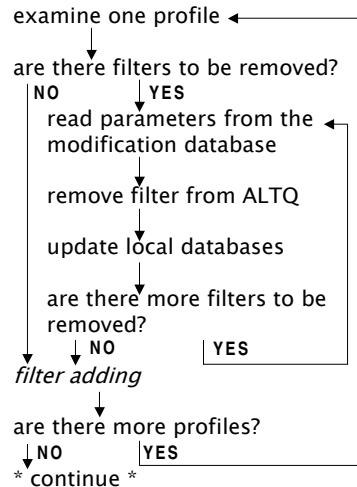 examine one profile
are there filters to be removed?
NO YES
read parameters from the
modification database
remove filter from ALTQ
update local databases
are there more filters to be
removed?
NO YES
filter adding
are there more profiles?
NO YES
* continue *